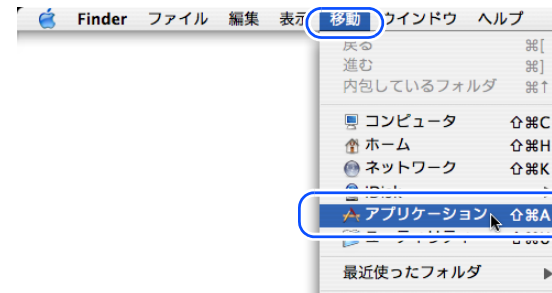 Finder ファイル 編集 表示 移動 ウインドウ ヘルプ
戻る ⌘[
進む ⌘]
内包しているフォルダ ⌘↑
コンピュータ ⇧⌘C
ホーム ⇧⌘H
ネットワーク ⇧⌘K
アプリケーション ⇧⌘A
最近使ったフォルダ ▶